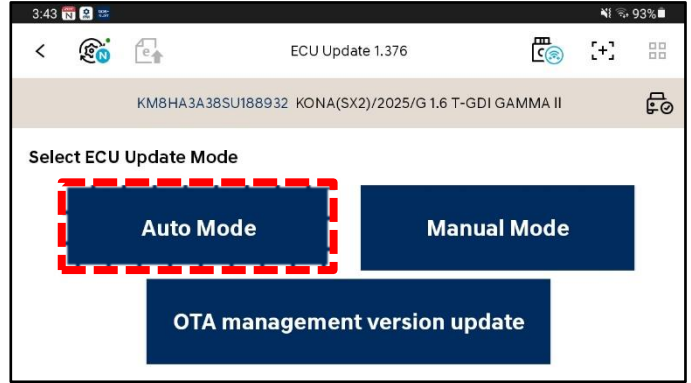 3:43 93%
ECU Update 1.376
KM8HA3A38SU188932 KONA(SX2)/2025/G 1.6 T-GDI GAMMA II
Select ECU Update Mode
Auto Mode Manual Mode
OTA management version update